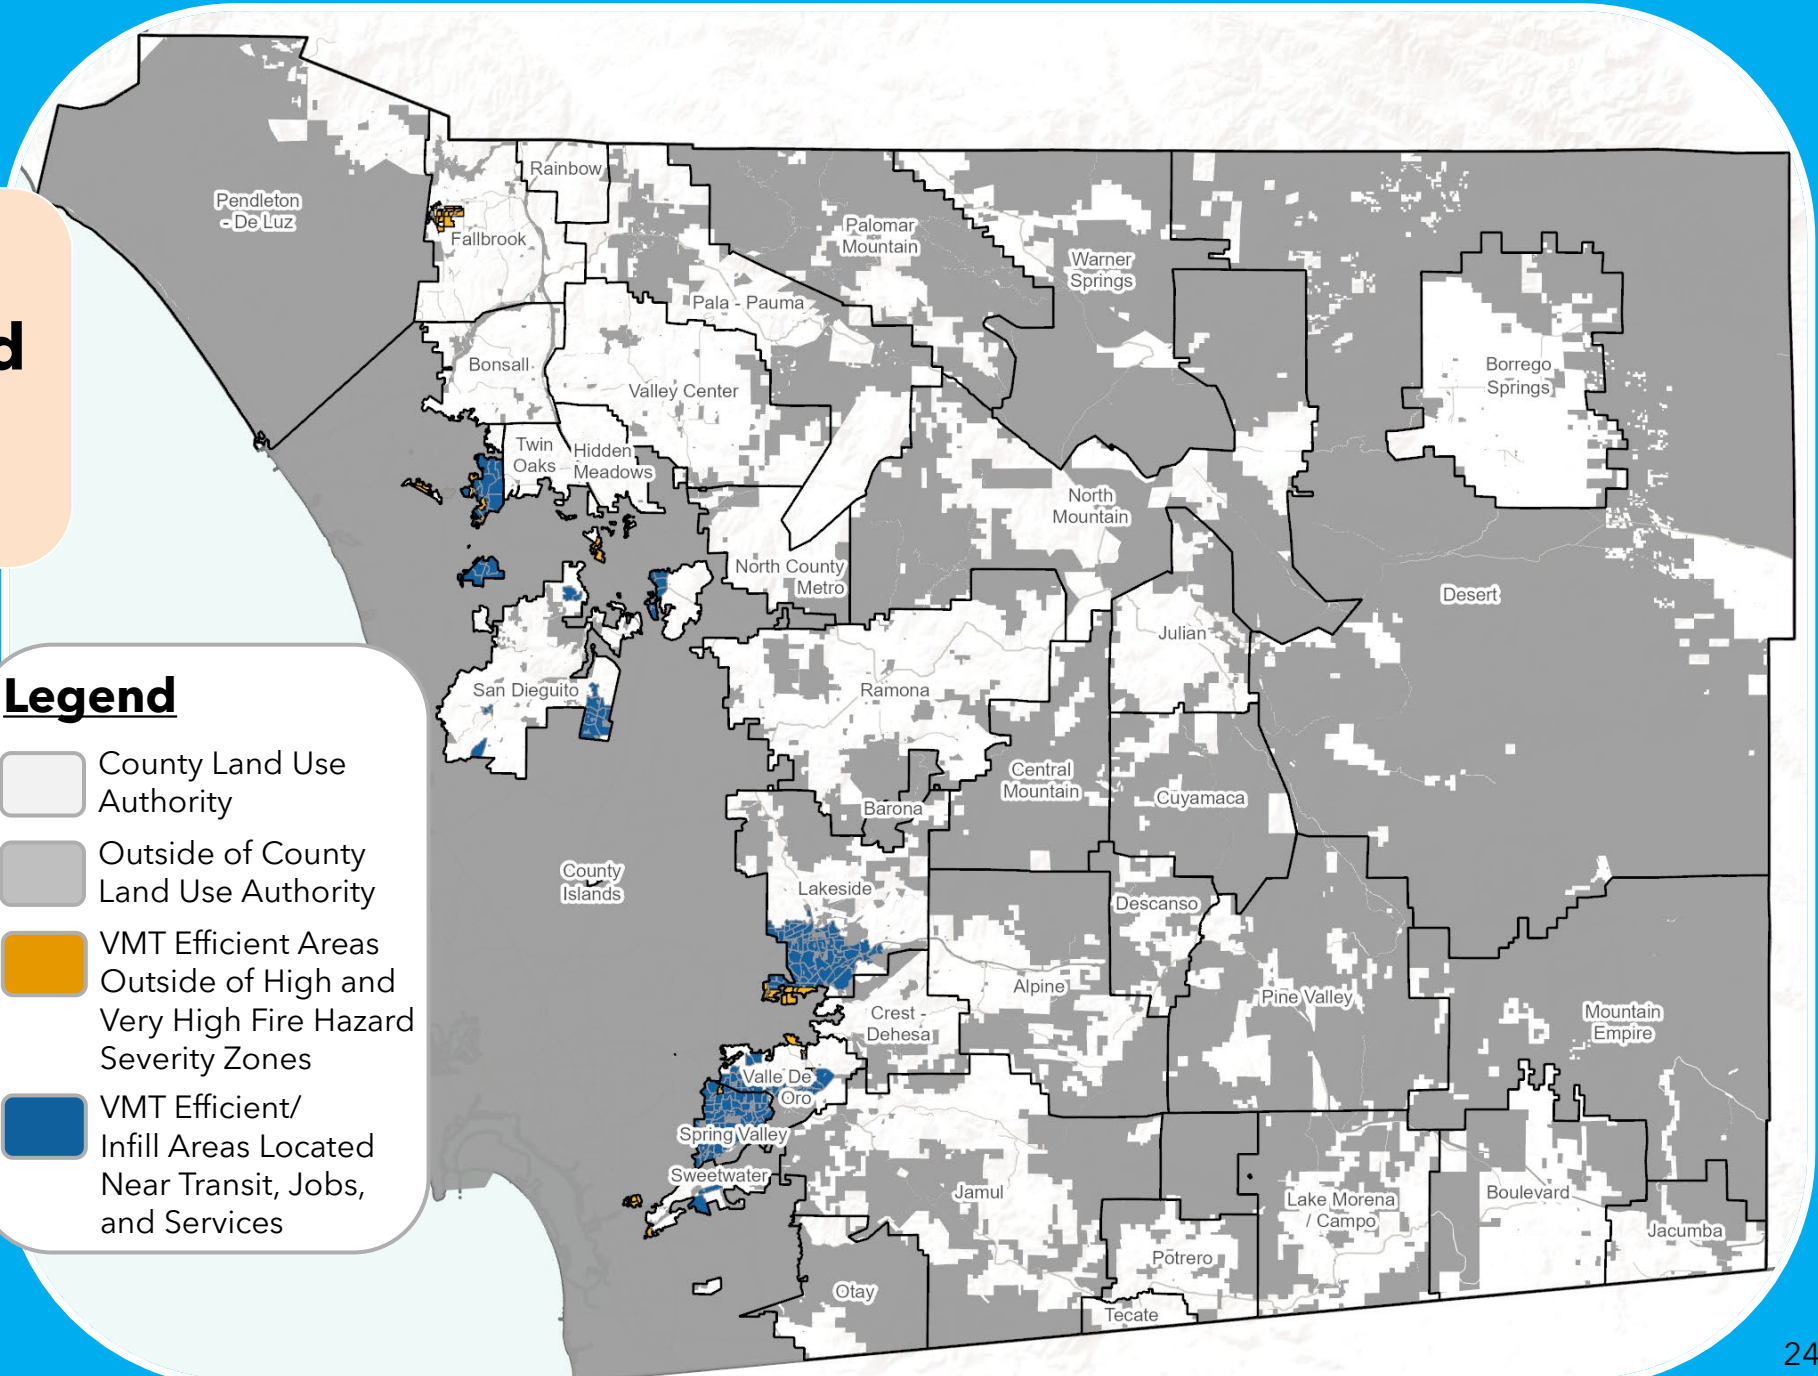 d
Legend
County Land Use
Authority
Outside of County
Land Use Authority
VMT Efficient Areas
Outside of High and
Very High Fire Hazard
Severity Zones
VMT Efficient/
Infill Areas Located
Near Transit, Jobs,
and Services
Pendleton
- De Luz
Rainbow
Fallbrook
Palomar
Mountain
Warner
Springs
Pala - Pauma
Bonsall
Valley Center
Borrego
Springs
Twin
Oaks
Hidden
Meadows
North
Mountain
North County
Metro
Desert
Julian
San Dieguito
Ramona
Central
Mountain
Cuyamaca
Barona
County
Islands
Lakeside
Descanso
Alpine
Pine Valley
Crest -
Dehesa
Mountain
Empire
Valle De
Oro
Spring Valley
Sweetwater
Jamul
Lake Morena
/ Campo
Boulevard
Jacumba
Potrero
Otay
Tecate
24